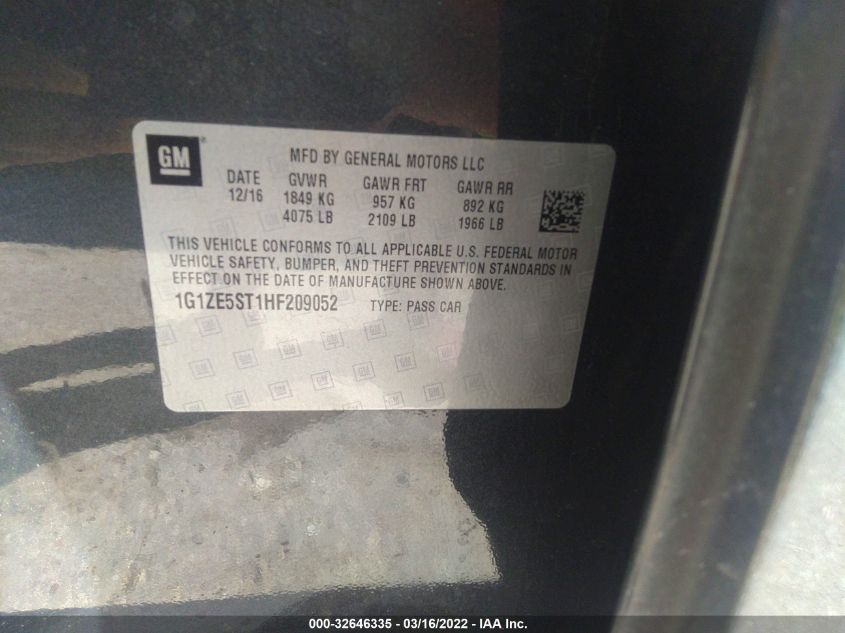 GM
MFD BY GENERAL MOTORS LLC
DATE GVWR GAWR FRT GAWR RR
12/16 1849 KG 957 KG 892 KG
4075 LB 2109 LB 1966 LB
THIS VEHICLE CONFORMS TO ALL APPLICABLE U.S. FEDERAL MOTOR
VEHICLE SAFETY, BUMPER, AND THEFT PREVENTION STANDARDS IN
EFFECT ON THE DATE OF MANUFACTURE SHOWN ABOVE.
1G1ZE5ST1HF209052 TYPE: PASS CAR
000-32646335 - 03/16/2022 - IAA Inc.